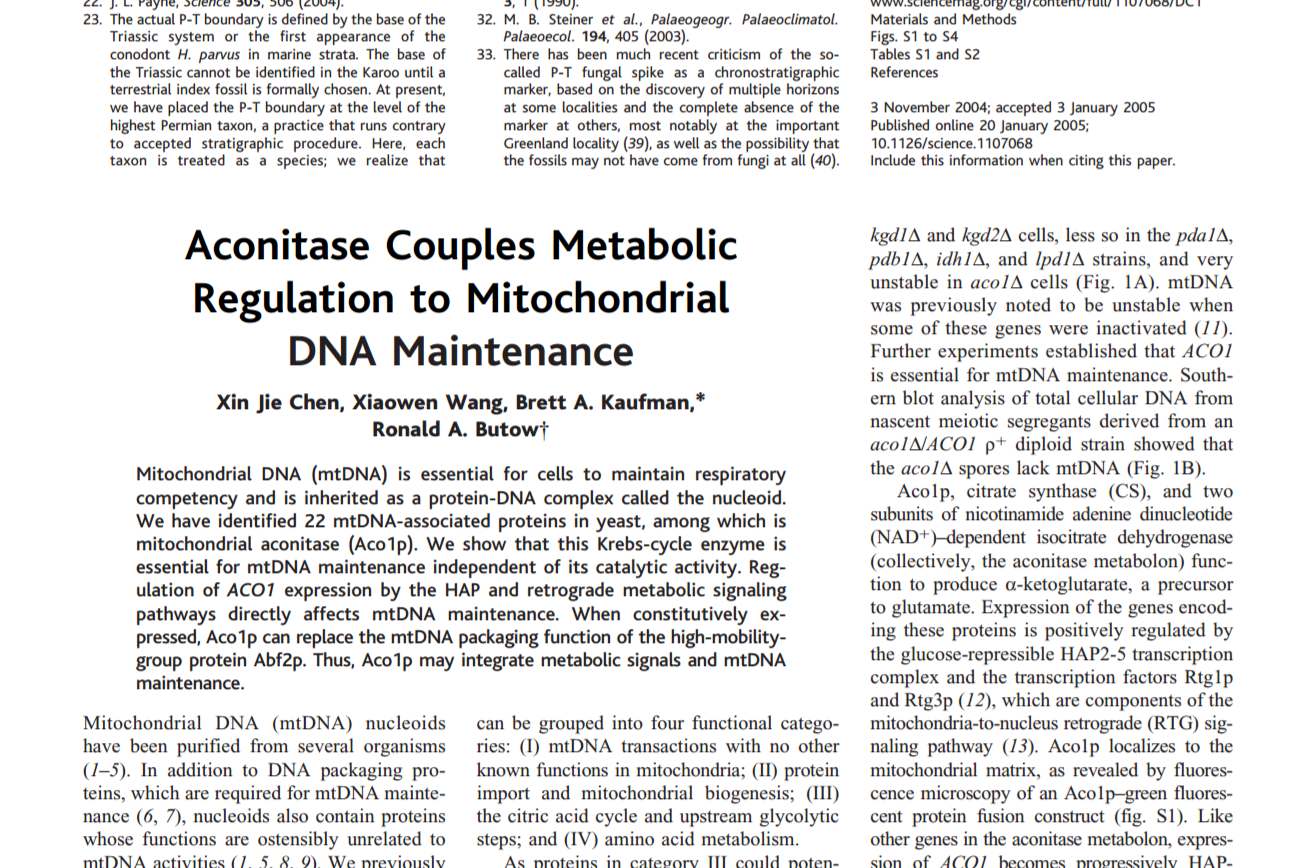 22. J. L. Payne, Science 305, 506 (2004).
23. The actual P-T boundary is defined by the base of the
Triassic system or the first appearance of the
conodont H. parvus in marine strata. The base of
the Triassic cannot be identified in the Karoo until a
terrestrial index fossil is formally chosen. At present,
we have placed the P-T boundary at the level of the
highest Permian taxon, a practice that runs contrary
to accepted stratigraphic procedure. Here, each
taxon is treated as a species; we realize that
3, 1 (1990).
32. M. B. Steiner et al., Palaeogeogr. Palaeoclimatol.
Palaeoecol. 194, 405 (2003).
33. There has been much recent criticism of the so-
called P-T fungal spike as a chronostratigraphic
marker, based on the discovery of multiple horizons
at some localities and the complete absence of the
marker at others, most notably at the important
Greenland locality (39), as well as the possibility that
the fossils may not have come from fungi at all (40).
www.sciencemag.org/cgi/content/full/1107068/DC1
Materials and Methods
Figs. S1 to S4
Tables S1 and S2
References
3 November 2004; accepted 3 January 2005
Published online 20 January 2005;
10.1126/science.1107068
Include this information when citing this paper.
Aconitase Couples Metabolic
Regulation to Mitochondrial
DNA Maintenance
Xin Jie Chen, Xiaowen Wang, Brett A. Kaufman,*
Ronald A. Butow†
Mitochondrial DNA (mtDNA) is essential for cells to maintain respiratory
competency and is inherited as a protein-DNA complex called the nucleoid.
We have identified 22 mtDNA-associated proteins in yeast, among which is
mitochondrial aconitase (Aco1p). We show that this Krebs-cycle enzyme is
essential for mtDNA maintenance independent of its catalytic activity. Reg-
ulation of ACO1 expression by the HAP and retrograde metabolic signaling
pathways directly affects mtDNA maintenance. When constitutively ex-
pressed, Aco1p can replace the mtDNA packaging function of the high-mobility-
group protein Abf2p. Thus, Aco1p may integrate metabolic signals and mtDNA
maintenance.
Mitochondrial DNA (mtDNA) nucleoids
have been purified from several organisms
(1–5). In addition to DNA packaging pro-
teins, which are required for mtDNA mainte-
nance (6, 7), nucleoids also contain proteins
whose functions are ostensibly unrelated to
mtDNA activities (1, 5, 8, 9). We previously
can be grouped into four functional catego-
ries: (I) mtDNA transactions with no other
known functions in mitochondria; (II) protein
import and mitochondrial biogenesis; (III)
the citric acid cycle and upstream glycolytic
steps; and (IV) amino acid metabolism.
As proteins in category III could poten-
kgd1Δ and kgd2Δ cells, less so in the pda1Δ,
pdb1Δ, idh1Δ, and lpd1Δ strains, and very
unstable in aco1Δ cells (Fig. 1A). mtDNA
was previously noted to be unstable when
some of these genes were inactivated (11).
Further experiments established that ACO1
is essential for mtDNA maintenance. South-
ern blot analysis of total cellular DNA from
nascent meiotic segregants derived from an
aco1Δ/ACO1 ρ⁺ diploid strain showed that
the aco1Δ spores lack mtDNA (Fig. 1B).
Aco1p, citrate synthase (CS), and two
subunits of nicotinamide adenine dinucleotide
(NAD⁺)–dependent isocitrate dehydrogenase
(collectively, the aconitase metabolon) func-
tion to produce α-ketoglutarate, a precursor
to glutamate. Expression of the genes encod-
ing these proteins is positively regulated by
the glucose-repressible HAP2-5 transcription
complex and the transcription factors Rtg1p
and Rtg3p (12), which are components of the
mitochondria-to-nucleus retrograde (RTG) sig-
naling pathway (13). Aco1p localizes to the
mitochondrial matrix, as revealed by fluores-
cence microscopy of an Aco1p–green fluores-
cent protein fusion construct (fig. S1). Like
other genes in the aconitase metabolon, expres-
sion of ACO1 becomes progressively HAP-